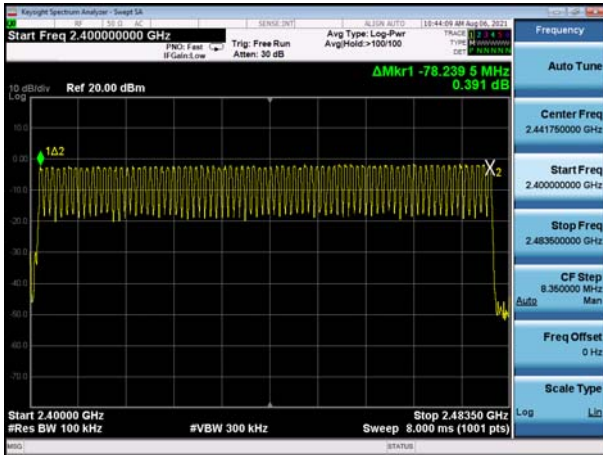 Keysight Spectrum Analyzer - Swept SA
RF 50 Ω AC SENSE:INT ALIGN AUTO 10:44:09 AM Aug 06, 2021
Start Freq 2.400000000 GHz
PNO: Fast
IFGain:Low
Trig: Free Run
Atten: 30 dB
Avg Type: Log-Pwr
Avg|Hold:>100/100
TRACE 1 2 3 4 5 6
TYPE M
DET P N N N N N
Frequency
Auto Tune
ΔMkr1 -78.239 5 MHz
0.391 dB
10 dB/div Ref 20.00 dBm
Log
10.0
0.00
-10.0
-20.0
-30.0
-40.0
-50.0
-60.0
-70.0
1Δ2
X2
Center Freq
2.441750000 GHz
Start Freq
2.400000000 GHz
Stop Freq
2.483500000 GHz
CF Step
8.350000 MHz
Auto Man
Freq Offset
0 Hz
Scale Type
Log Lin
Start 2.40000 GHz Stop 2.48350 GHz
#Res BW 100 kHz #VBW 300 kHz Sweep 8.000 ms (1001 pts)
MSG STATUS